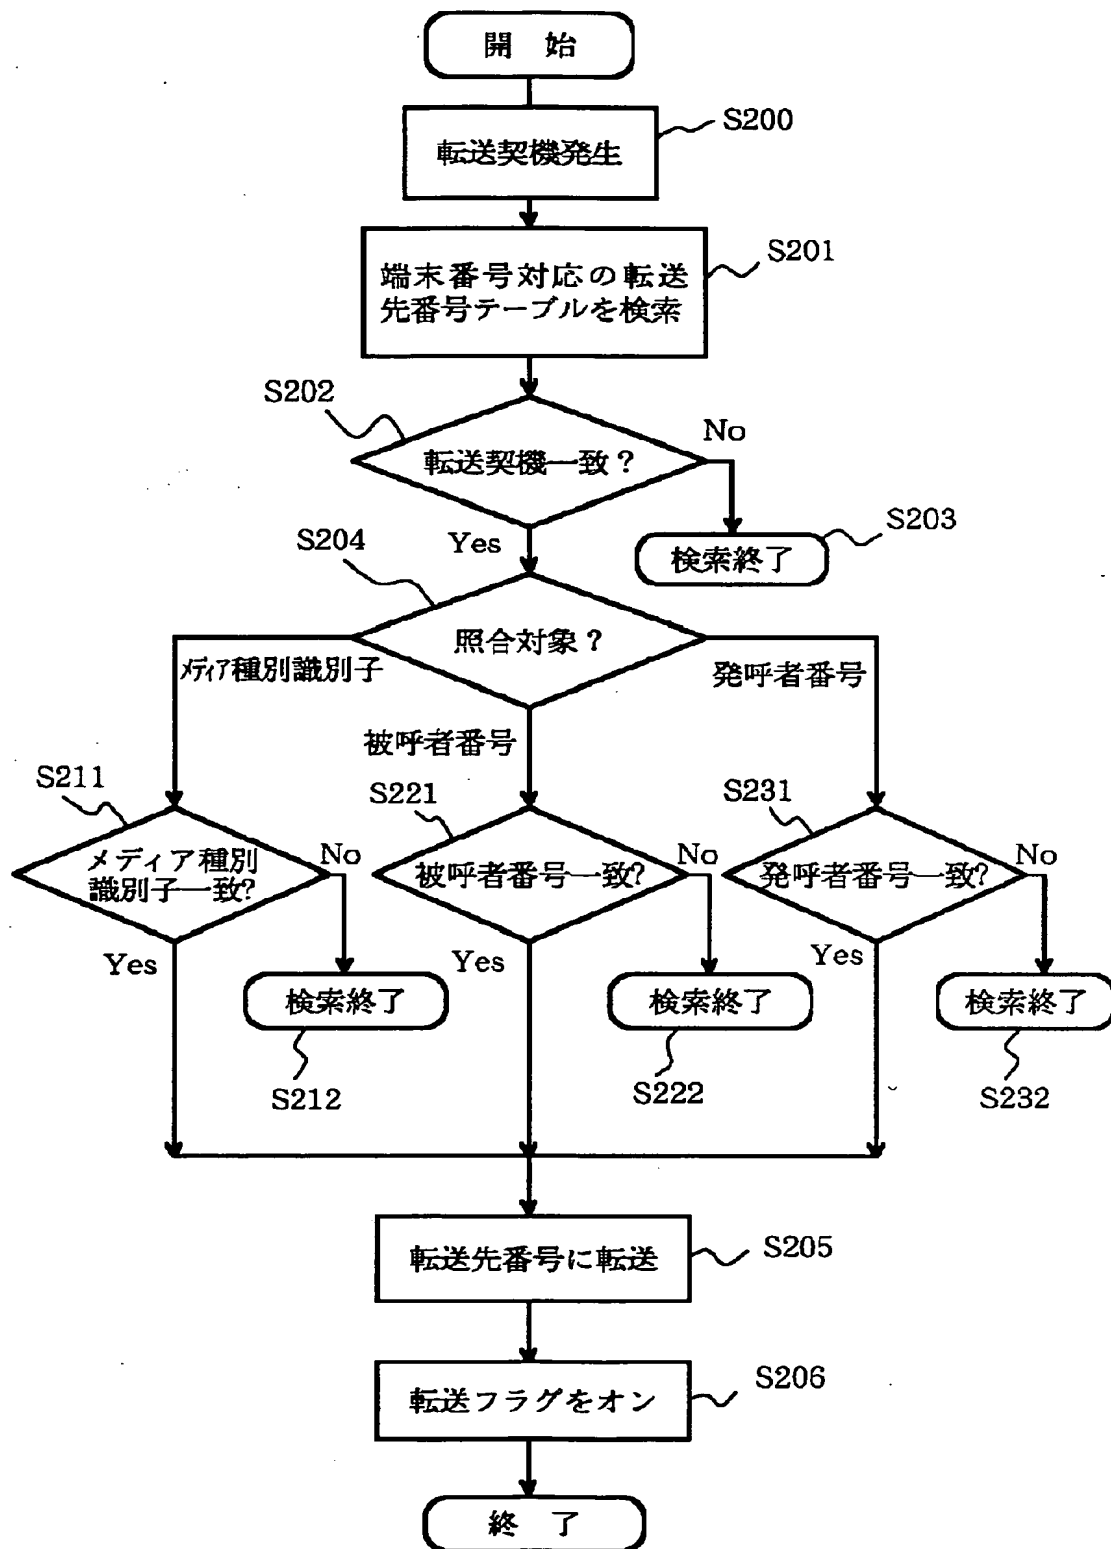 開 始
転送契機発生
S200
端末番号対応の転送
先番号テーブルを検索
S201
S202
転送契機一致？
No
Yes
S203
検索終了
S204
照合対象？
メディア種別識別子
被呼者番号
発呼者番号
S211
メディア種別
識別子一致?
No
Yes
検索終了
S212
S221
被呼者番号一致?
No
Yes
検索終了
S222
S231
発呼者番号一致?
No
Yes
検索終了
S232
転送先番号に転送
S205
転送フラグをオン
S206
終 了